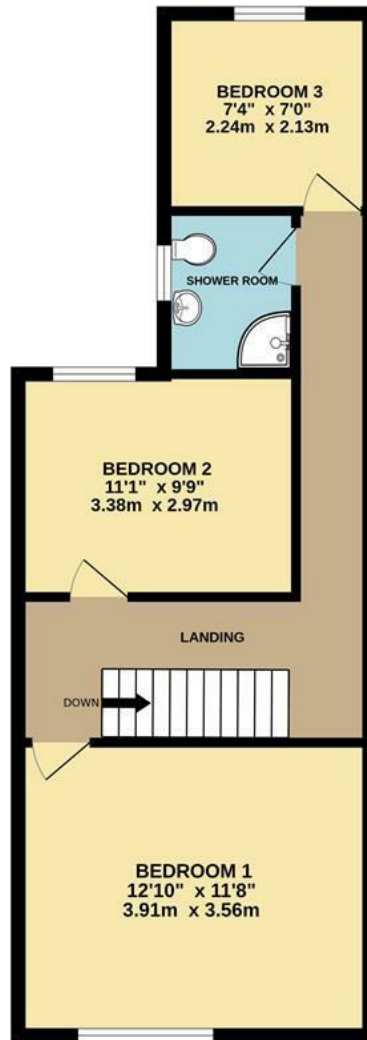 BEDROOM 3
7'4" x 7'0"
2.24m x 2.13m
SHOWER ROOM
BEDROOM 2
11'1" x 9'9"
3.38m x 2.97m
LANDING
DOWN
BEDROOM 1
12'10" x 11'8"
3.91m x 3.56m